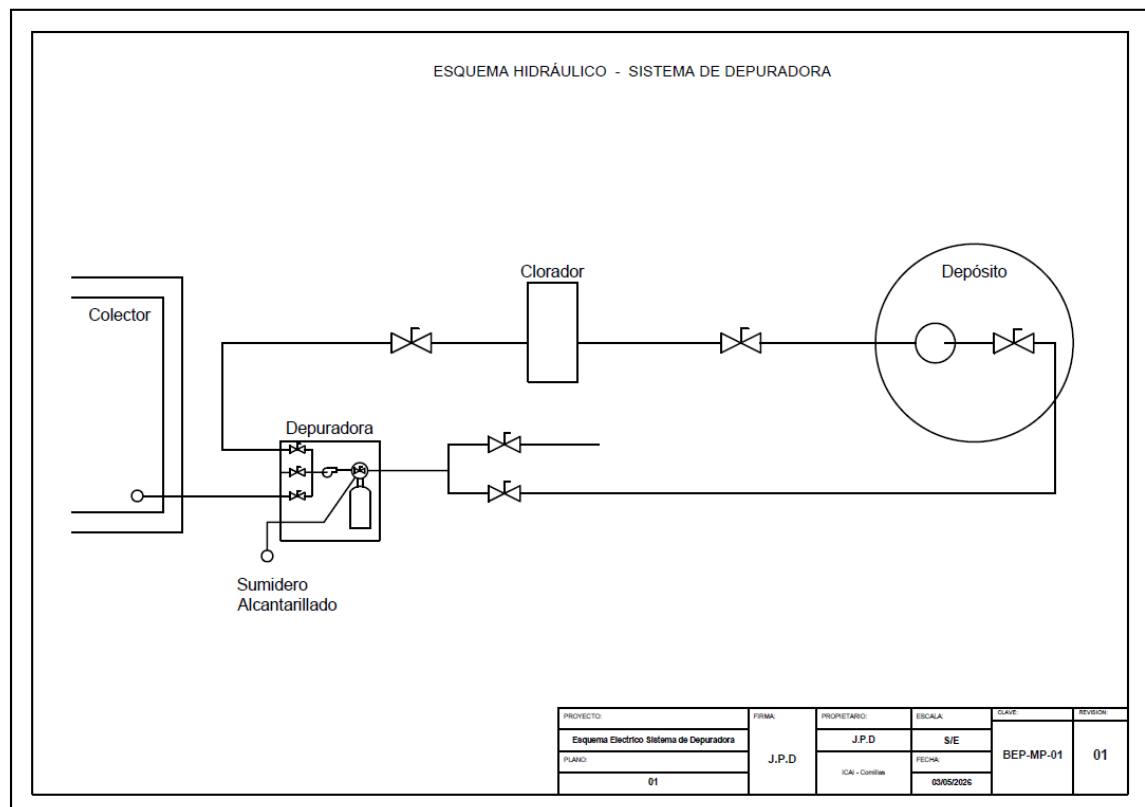 ESQUEMA HIDRÁULICO - SISTEMA DE DEPURADORA
Clorador
Depósito
Colector
Depuradora
Sumidero
Alcantarillado
PROYECTO:
Esquema Electrico Sistema de Depuradora
PLANO:
01
FIRMA:
J.P.D
PROPIETARIO:
J.P.D
ICAI - Comillas
ESCALA:
S/E
FECHA:
03/05/2026
CLAVE:
BEP-MP-01
REVISION:
01